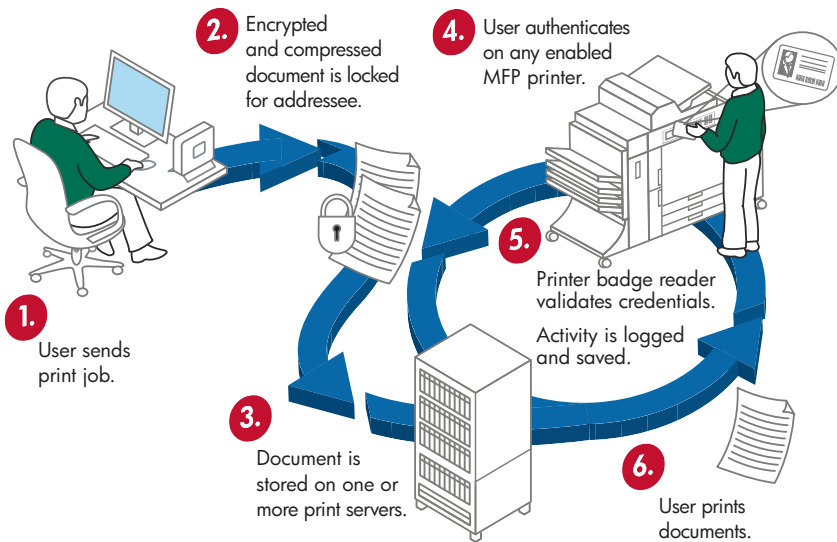 1.
User sends
print job.
2.
Encrypted
and compressed
document is locked
for addressee.
3.
Document is
stored on one or
more print servers.
4.
User authenticates
on any enabled
MFP printer.
5.
Printer badge reader
validates credentials.
Activity is logged
and saved.
6.
User prints
documents.